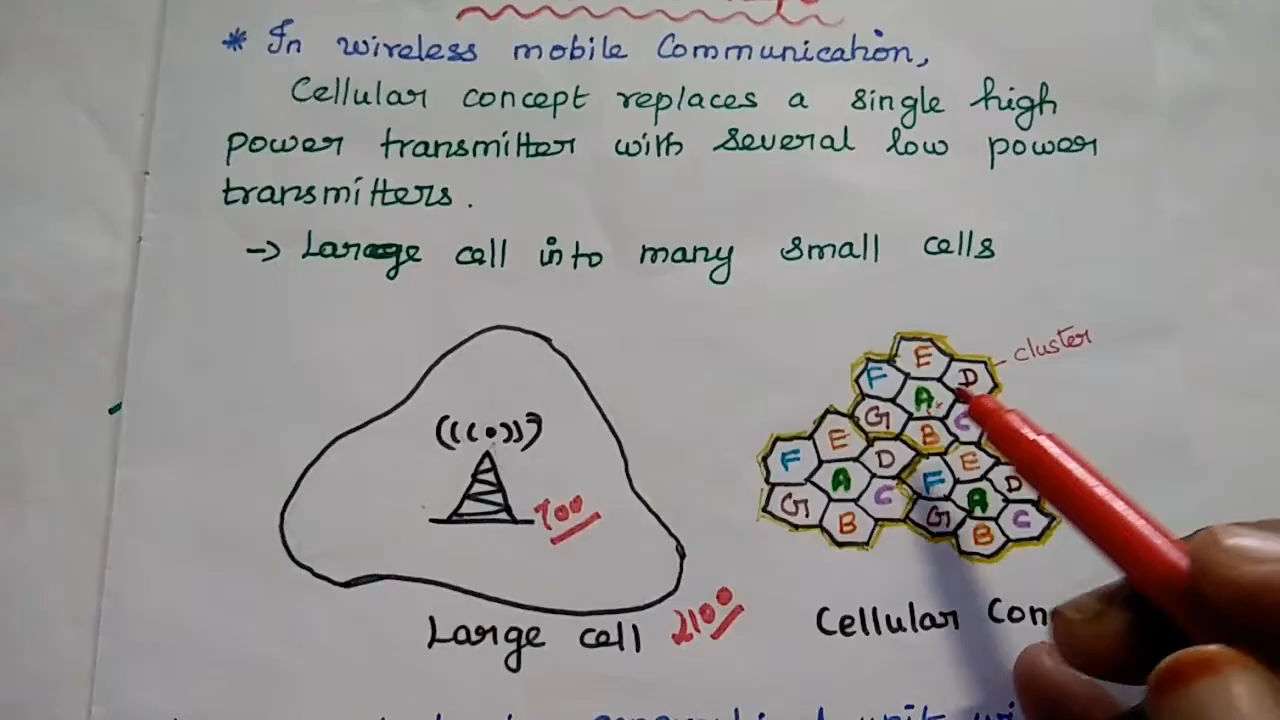 * In wireless mobile Communication,
Cellular concept replaces a single high
power transmitter with several low power
transmitters.
→ Large cell into many small cells
cluster
E
F D
A
G C
B
E
F D
A
G C
B
E
F D
A
G C
B
(((•)))
700
Large cell 2100
Cellular Con